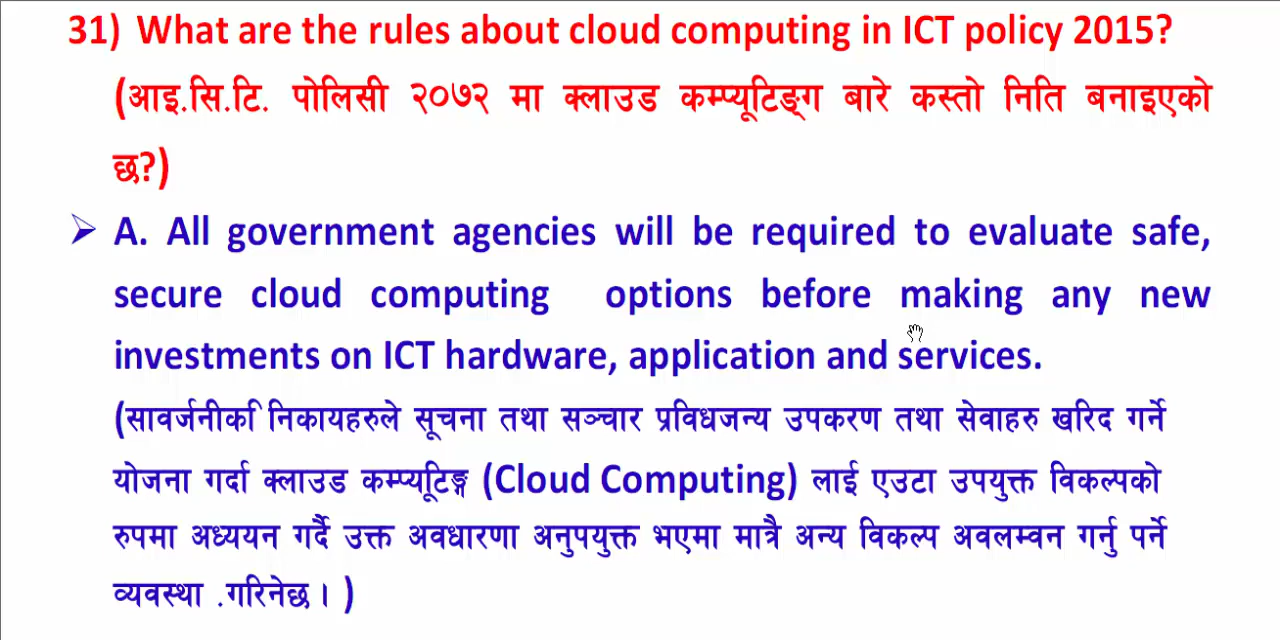 31) What are the rules about cloud computing in ICT policy 2015?
(आइ.सि.टि. पोलिसी २०७२ मा क्लाउड कम्प्यूटिङ्ग बारे कस्तो निति बनाइएको
छ?)
➢ A. All government agencies will be required to evaluate safe,
secure cloud computing options before making any new
investments on ICT hardware, application and services.
(सावर्जनीर्कि निकायहरुले सूचना तथा सञ्चार प्रविधजन्य उपकरण तथा सेवाहरु खरिद गर्ने
योजना गर्दा क्लाउड कम्प्यूटिङ्ग (Cloud Computing) लाई एउटा उपयुक्त विकल्पको
रुपमा अध्ययन गर्दै उक्त अवधारणा अनुपयुक्त भएमा मात्रै अन्य विकल्प अवलम्वन गर्नु पर्ने
व्यवस्था .गरिनेछ। )